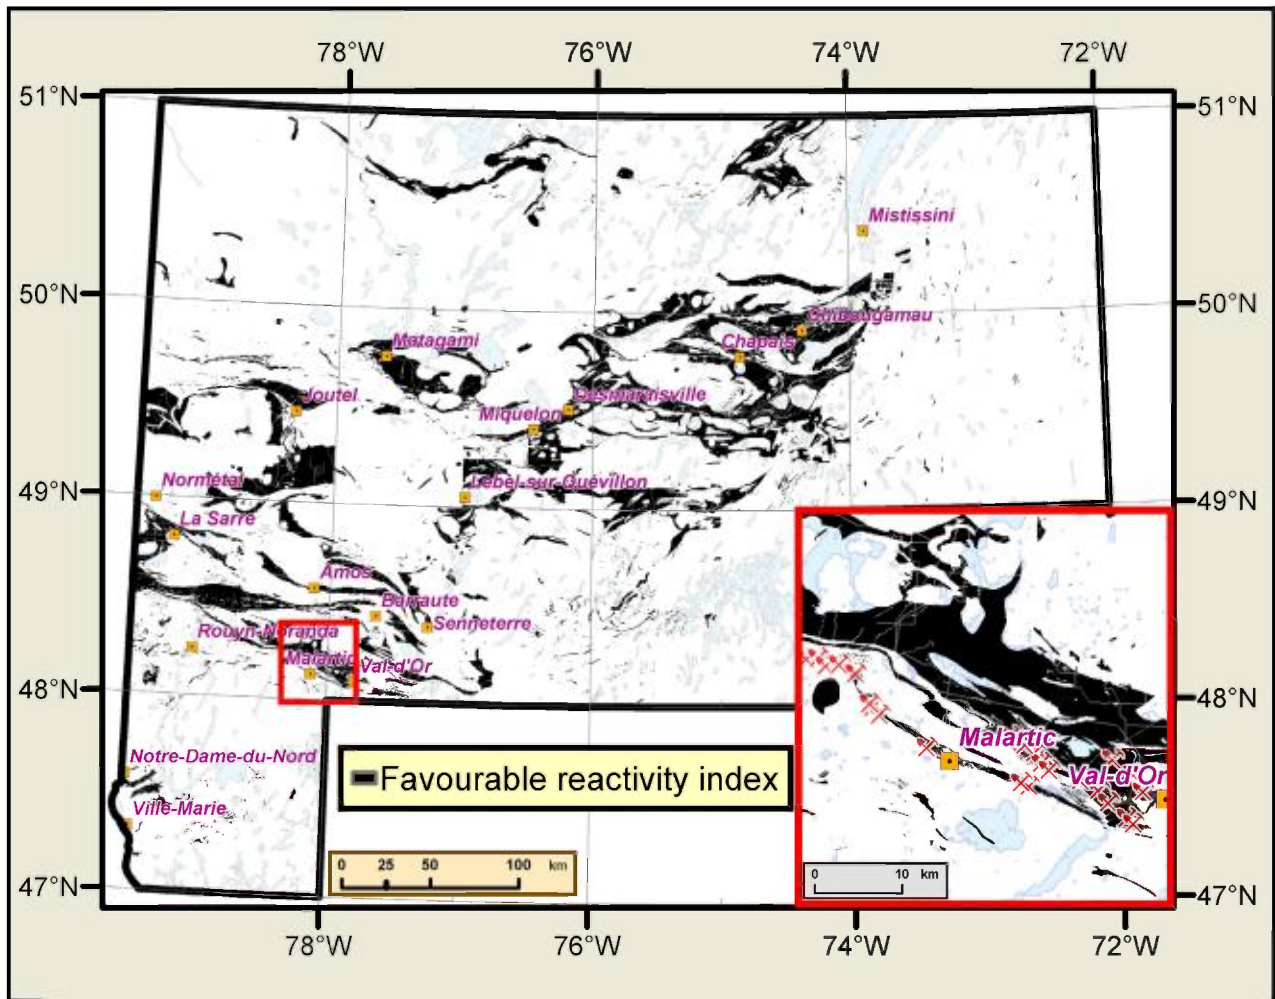 78°W 76°W 74°W 72°W
51°N 51°N
Mistissini
50°N 50°N
Chibougamau
Matagami Chapais
Joutel Desmaraisville
Miquelon
Normétal Lebel-sur-Quévillon
49°N 49°N
La Sarre
Amos
Barraute
Senneterre
Rouyn-Noranda
Malartic Val-d'Or
48°N 48°N
Malartic
Val-d'Or
Notre-Dame-du-Nord
Favourable reactivity index
Ville-Marie
0 25 50 100 km
0 10 km
47°N 47°N
78°W 76°W 74°W 72°W